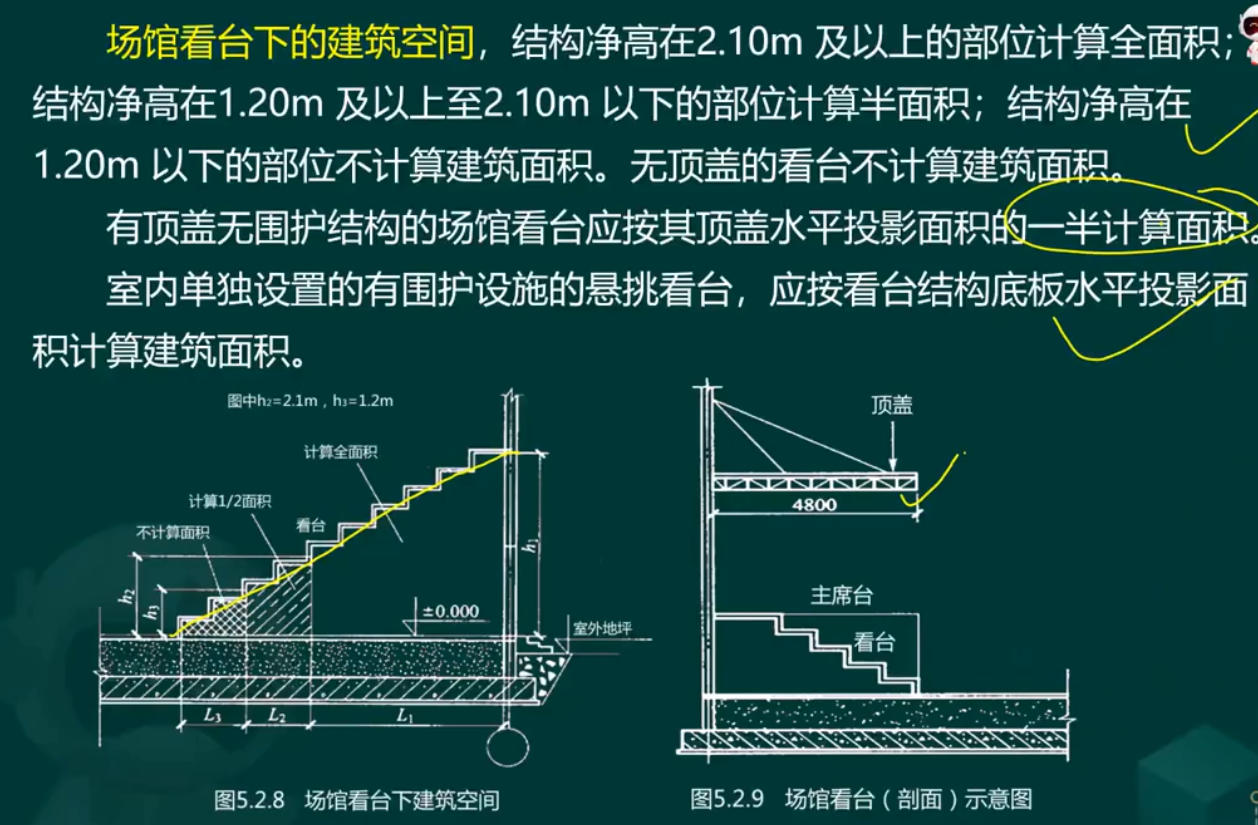 场馆看台下的建筑空间，结构净高在2.10m 及以上的部位计算全面积；
结构净高在1.20m 及以上至2.10m 以下的部位计算半面积；结构净高在
1.20m 以下的部位不计算建筑面积。无顶盖的看台不计算建筑面积。
有顶盖无围护结构的场馆看台应按其顶盖水平投影面积的一半计算面积。
室内单独设置的有围护设施的悬挑看台，应按看台结构底板水平投影面
积计算建筑面积。
图中h₂=2.1m，h₃=1.2m
计算全面积
计算1/2面积
不计算面积
看台
h₂
h₃
h₁
±0.000
室外地坪
L₃
L₂
L₁
图5.2.8 场馆看台下建筑空间
顶盖
4800
主席台
看台
图5.2.9 场馆看台（剖面）示意图